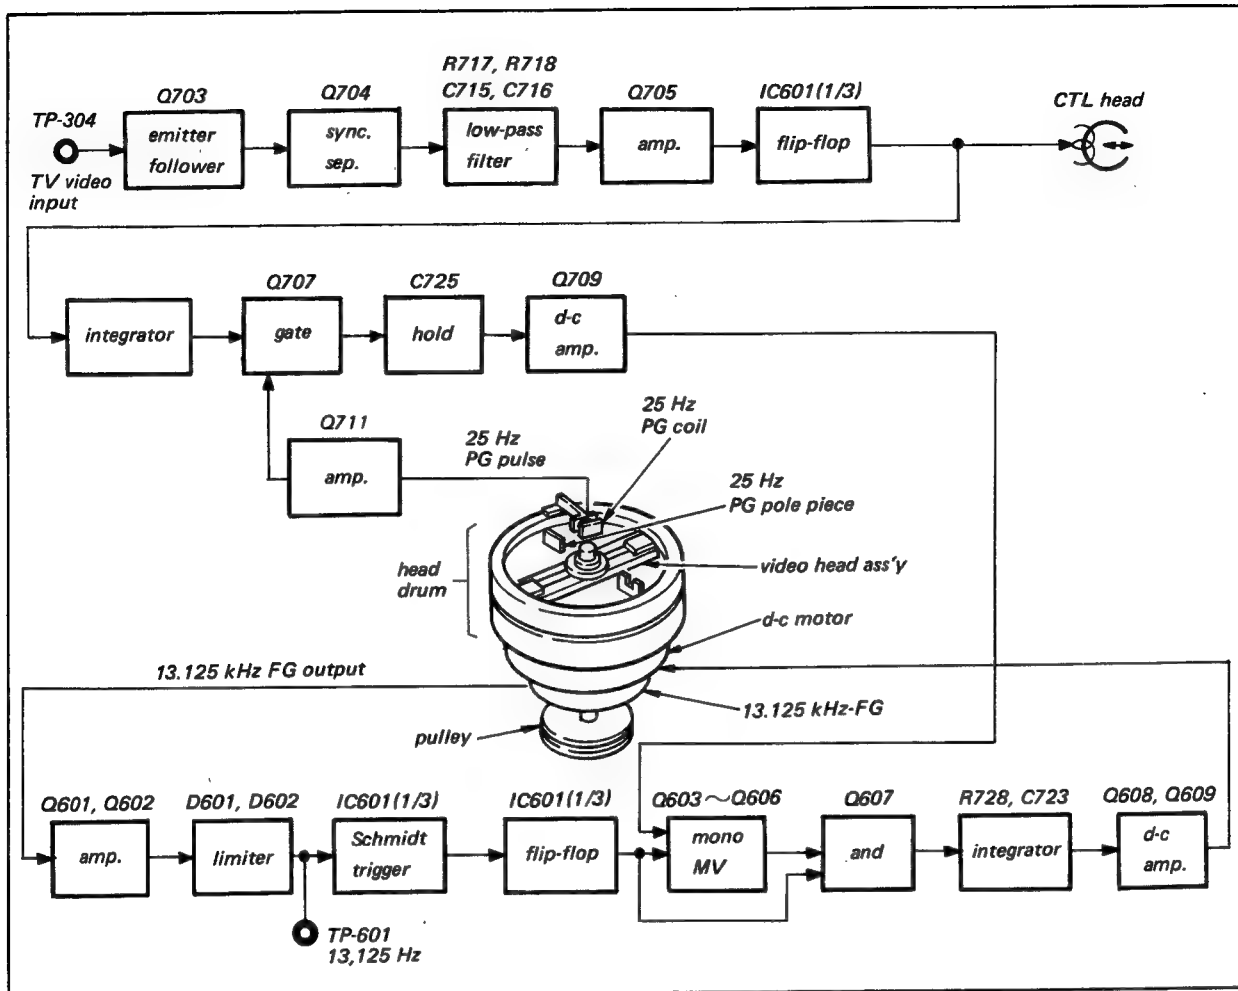 R717, R718
C715, C716
Q703
Q704
Q705
IC601(1/3)
CTL head
TP-304
TV video
input
emitter
follower
sync.
sep.
low-pass
filter
amp.
flip-flop
Q707
C725
Q709
integrator
gate
hold
d-c
amp.
Q711
amp.
25 Hz
PG pulse
25 Hz
PG coil
25 Hz
PG pole piece
head
drum
video head ass'y
d-c motor
13.125 kHz FG output
13.125 kHz-FG
pulley
Q601, Q602
D601, D602
IC601(1/3)
IC601(1/3)
Q603～Q606
Q607
R728, C723
Q608, Q609
amp.
limiter
Schmidt
trigger
flip-flop
mono
MV
and
integrator
d-c
amp.
TP-601
13,125 Hz